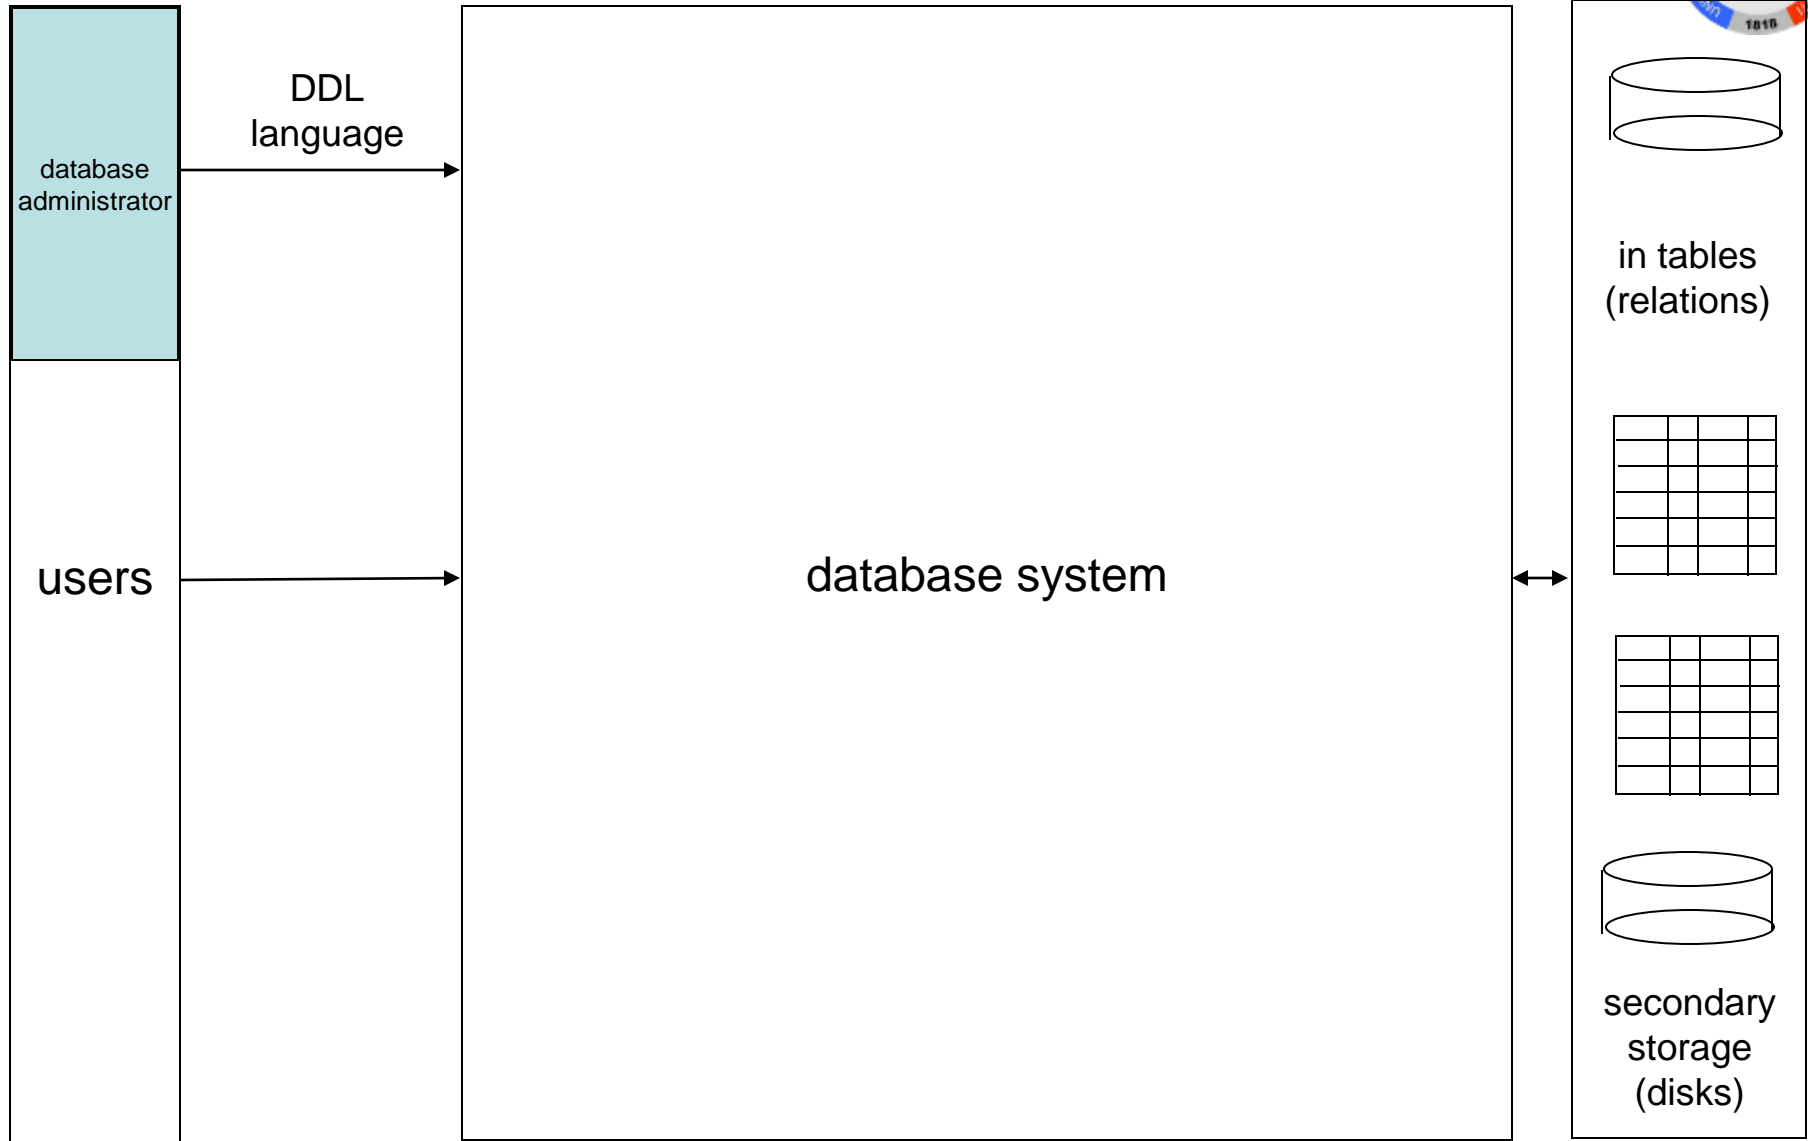 database
administrator
DDL
language
users
database system
1818
in tables
(relations)
secondary
storage
(disks)